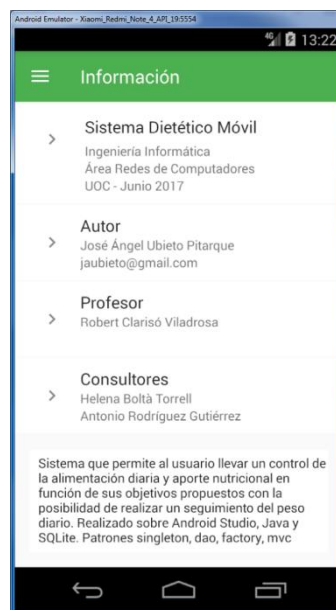 Android Emulator - Xiaomi_Redmi_Note_4_API_19:5554
4G 13:22
Información
Sistema Dietético Móvil
Ingeniería Informática
Área Redes de Computadores
UOC - Junio 2017
Autor
José Ángel Ubieto Pitarque
jaubieto@gmail.com
Profesor
Robert Clarisó Viladrosa
Consultores
Helena Boltà Torrell
Antonio Rodríguez Gutiérrez
Sistema que permite al usuario llevar un control de
la alimentación diaria y aporte nutricional en
función de sus objetivos propuestos con la
posibilidad de realizar un seguimiento del peso
diario. Realizado sobre Android Studio, Java y
SQLite. Patrones singleton, dao, factory, mvc